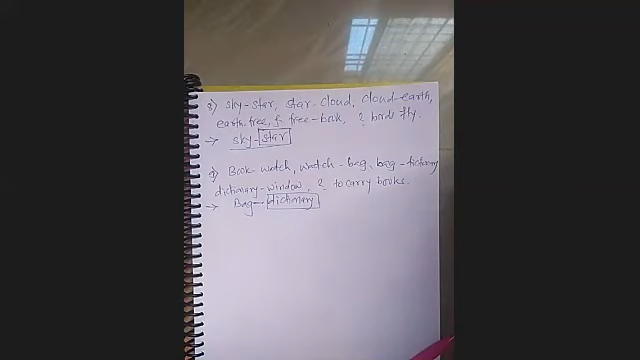 Q) sky-star, star-cloud, cloud-earth,
earth-tree, & tree-book, ? birds fly.
→ sky-star
Q) Book-watch, watch-bag, bag-dictionary
dictionary-window, ? to carry books.
→ Bag-dictionary